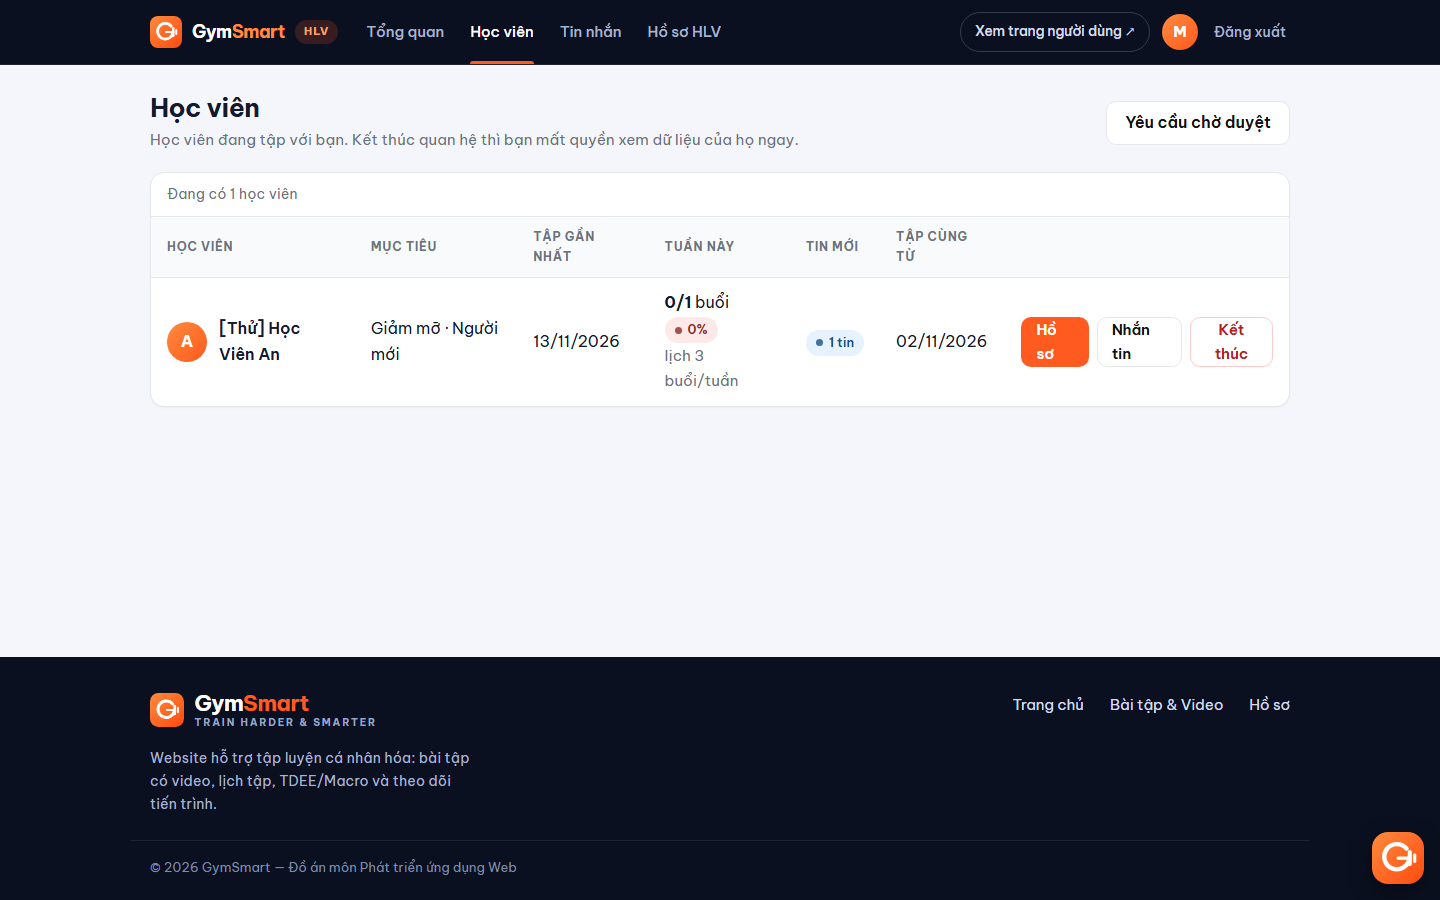 GymSmart HLV Tổng quan Học viên Tin nhắn Hồ sơ HLV Xem trang người dùng ↗ M Đăng xuất
Học viên
Học viên đang tập với bạn. Kết thúc quan hệ thì bạn mất quyền xem dữ liệu của họ ngay.
Yêu cầu chờ duyệt
Đang có 1 học viên
HỌC VIÊN MỤC TIÊU TẬP GẦN NHẤT TUẦN NÀY TIN MỚI TẬP CÙNG TỪ
A
[Thử] Học
Viên An
Giảm mỡ · Người
mới
13/11/2026
0/1 buổi
0%
lịch 3
buổi/tuần
1 tin
02/11/2026
Hồ
sơ
Nhắn
tin
Kết
thúc
GymSmart
TRAIN HARDER & SMARTER
Website hỗ trợ tập luyện cá nhân hóa: bài tập
có video, lịch tập, TDEE/Macro và theo dõi
tiến trình.
Trang chủ Bài tập & Video Hồ sơ
© 2026 GymSmart — Đồ án môn Phát triển ứng dụng Web